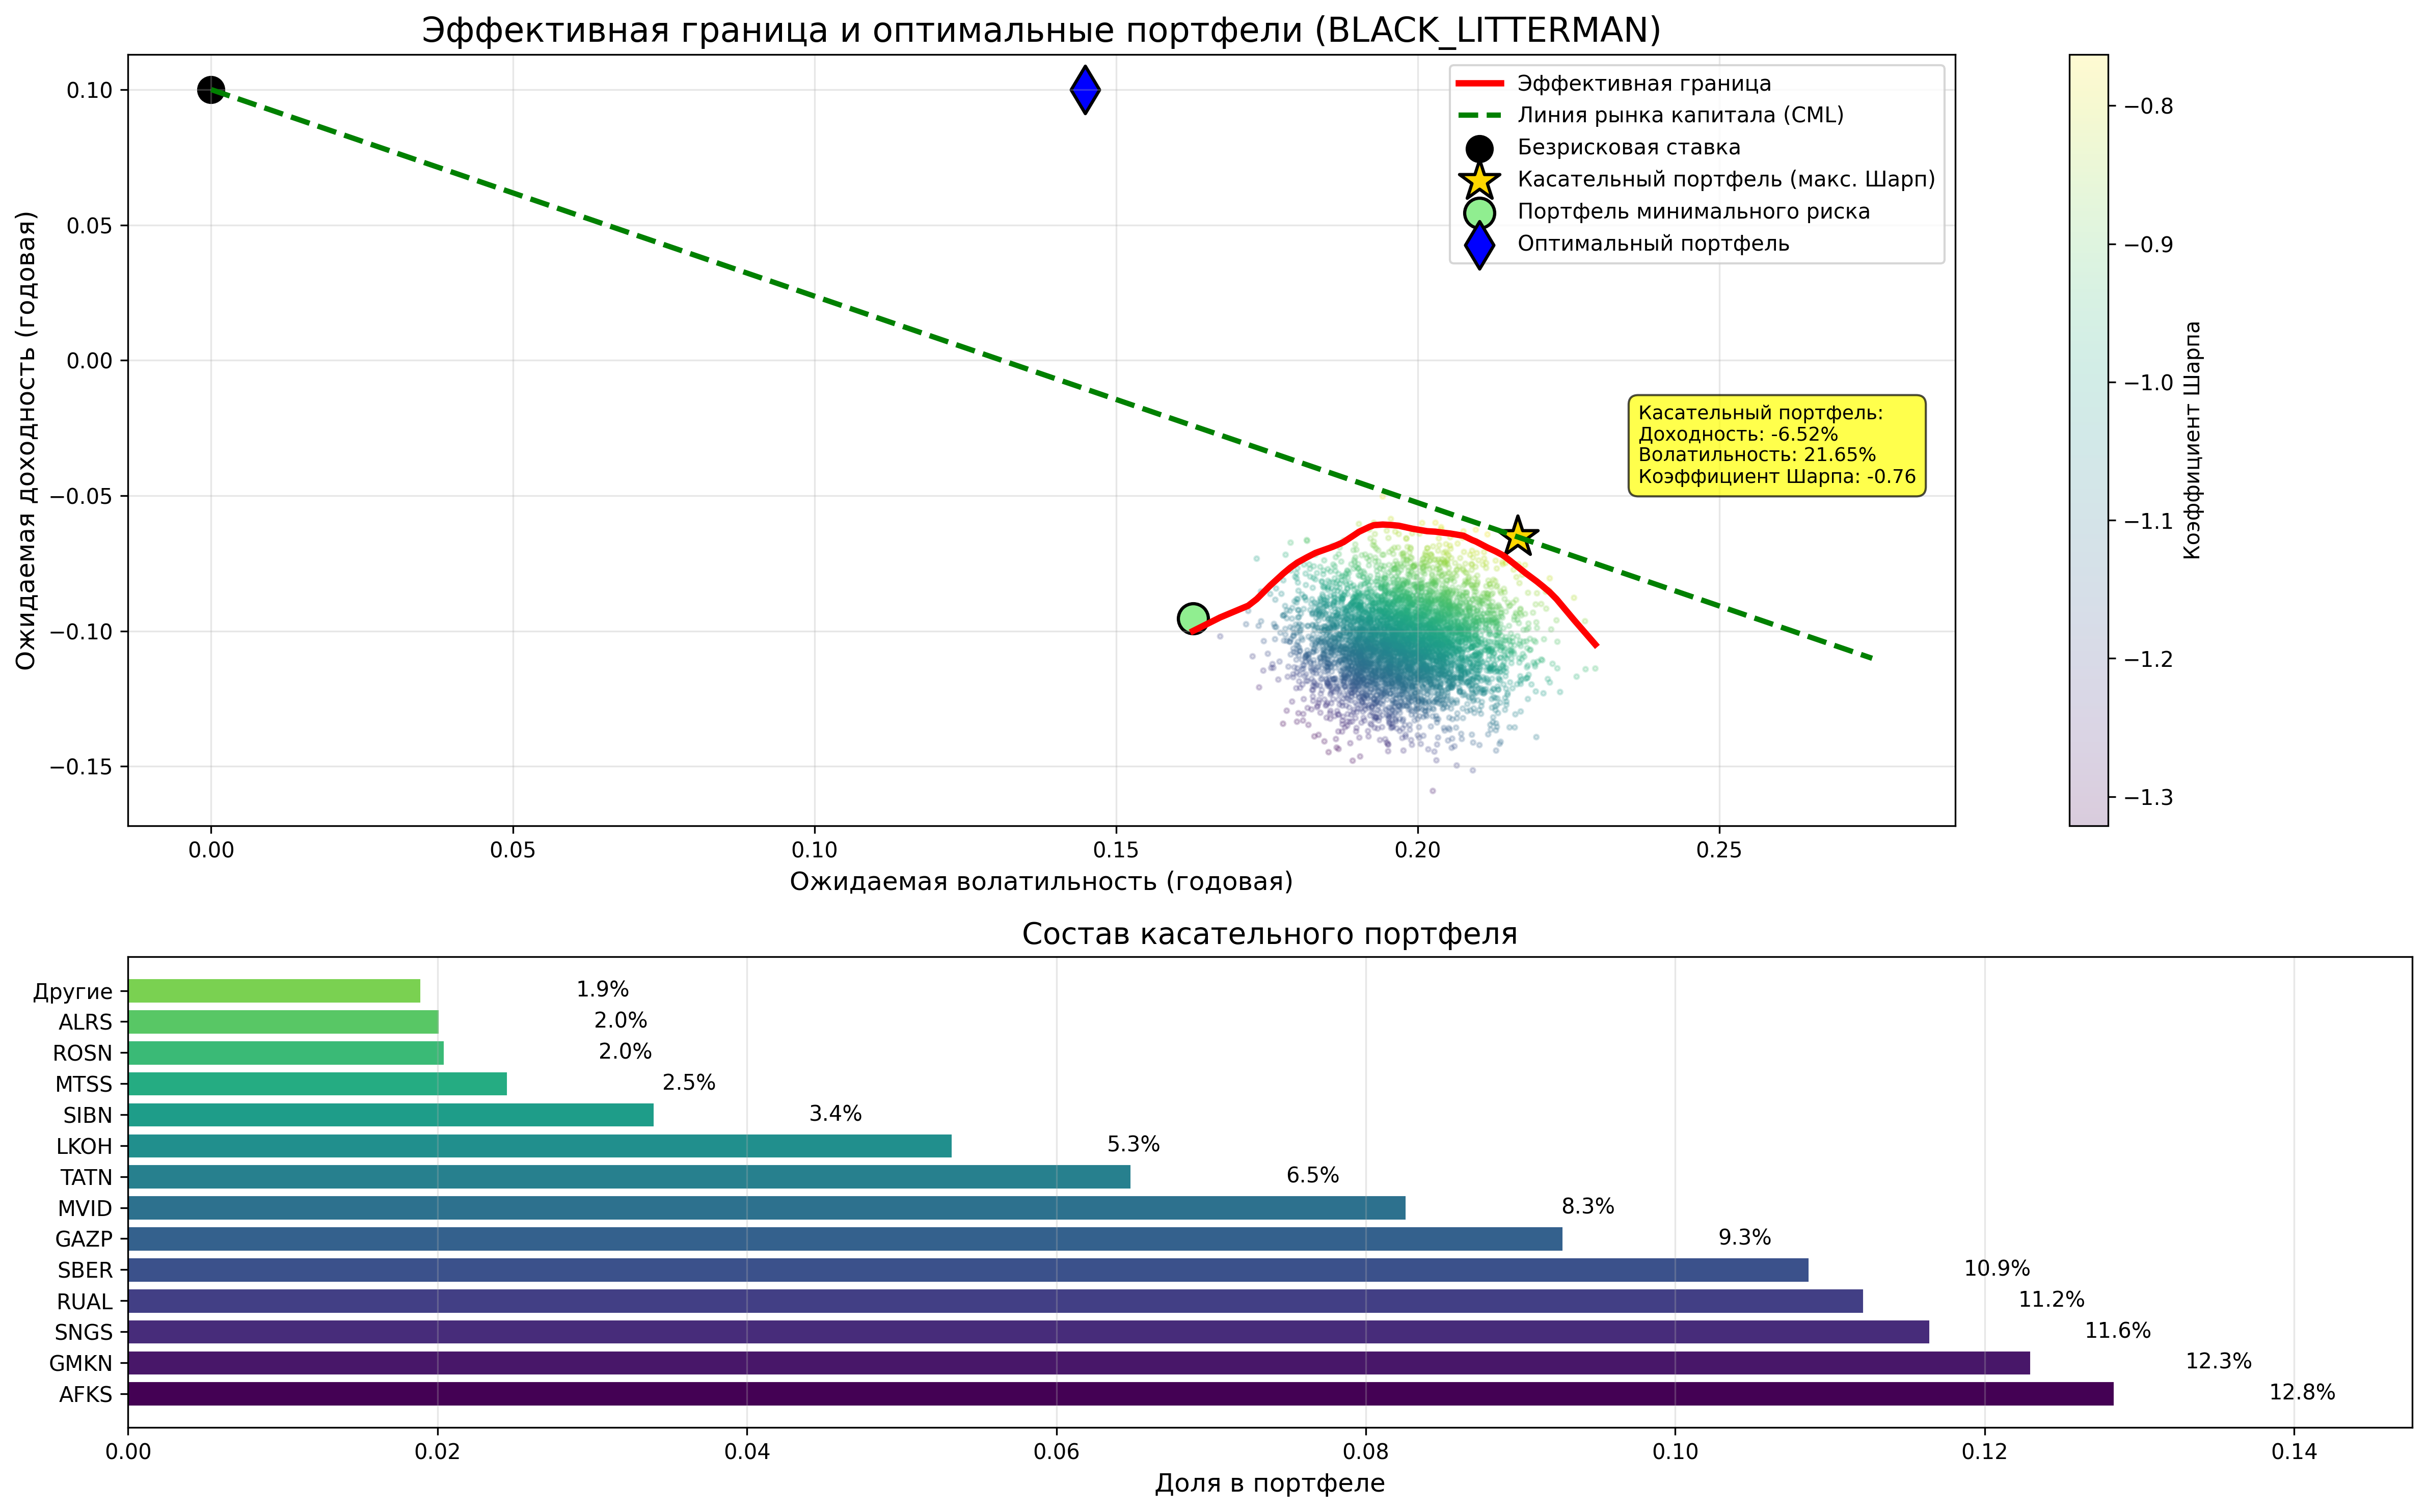 Эффективная граница и оптимальные портфели (BLACK_LITTERMAN)
Ожидаемая доходность (годовая)
0.10
0.05
0.00
−0.05
−0.10
−0.15
Эффективная граница
Линия рынка капитала (CML)
Безрисковая ставка
Касательный портфель (макс. Шарп)
Портфель минимального риска
Оптимальный портфель
Касательный портфель:
Доходность: -6.52%
Волатильность: 21.65%
Коэффициент Шарпа: -0.76
0.00 0.05 0.10 0.15 0.20 0.25
Ожидаемая волатильность (годовая)
−0.8
−0.9
−1.0
−1.1
−1.2
−1.3
Коэффициент Шарпа
Состав касательного портфеля
Другие 1.9%
ALRS 2.0%
ROSN 2.0%
MTSS 2.5%
SIBN 3.4%
LKOH 5.3%
TATN 6.5%
MVID 8.3%
GAZP 9.3%
SBER 10.9%
RUAL 11.2%
SNGS 11.6%
GMKN 12.3%
AFKS 12.8%
0.00 0.02 0.04 0.06 0.08 0.10 0.12 0.14
Доля в портфеле